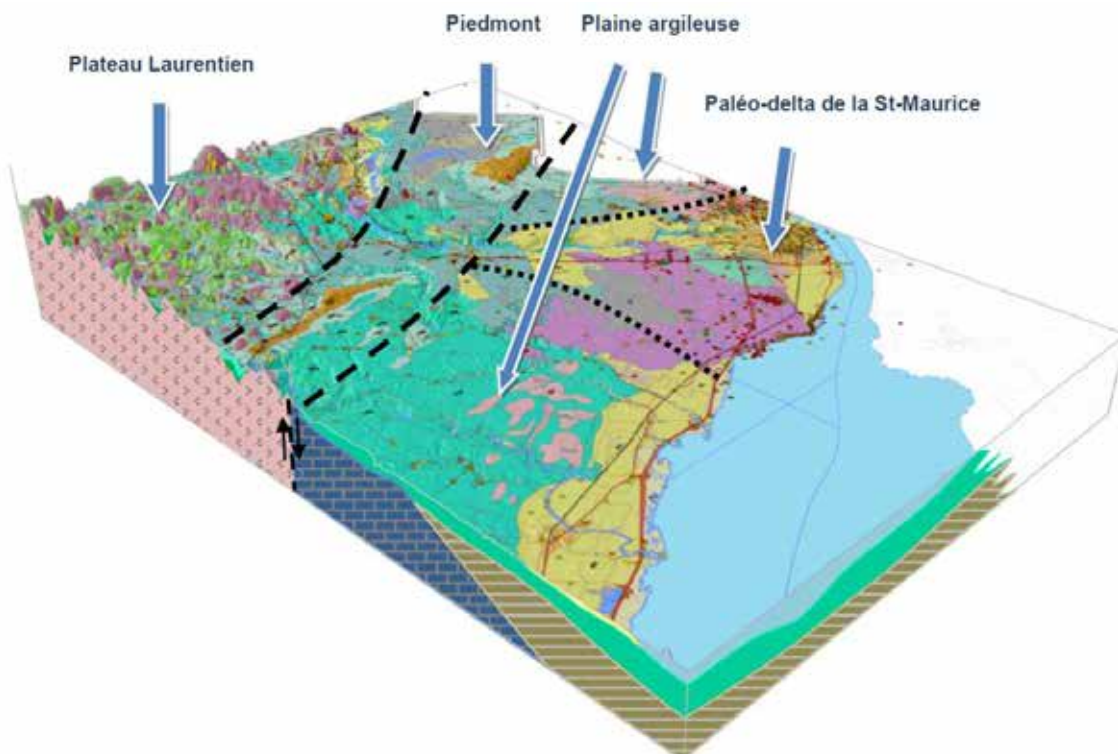 Piedmont
Plaine argileuse
Plateau Laurentien
Paléo-delta de la St-Maurice